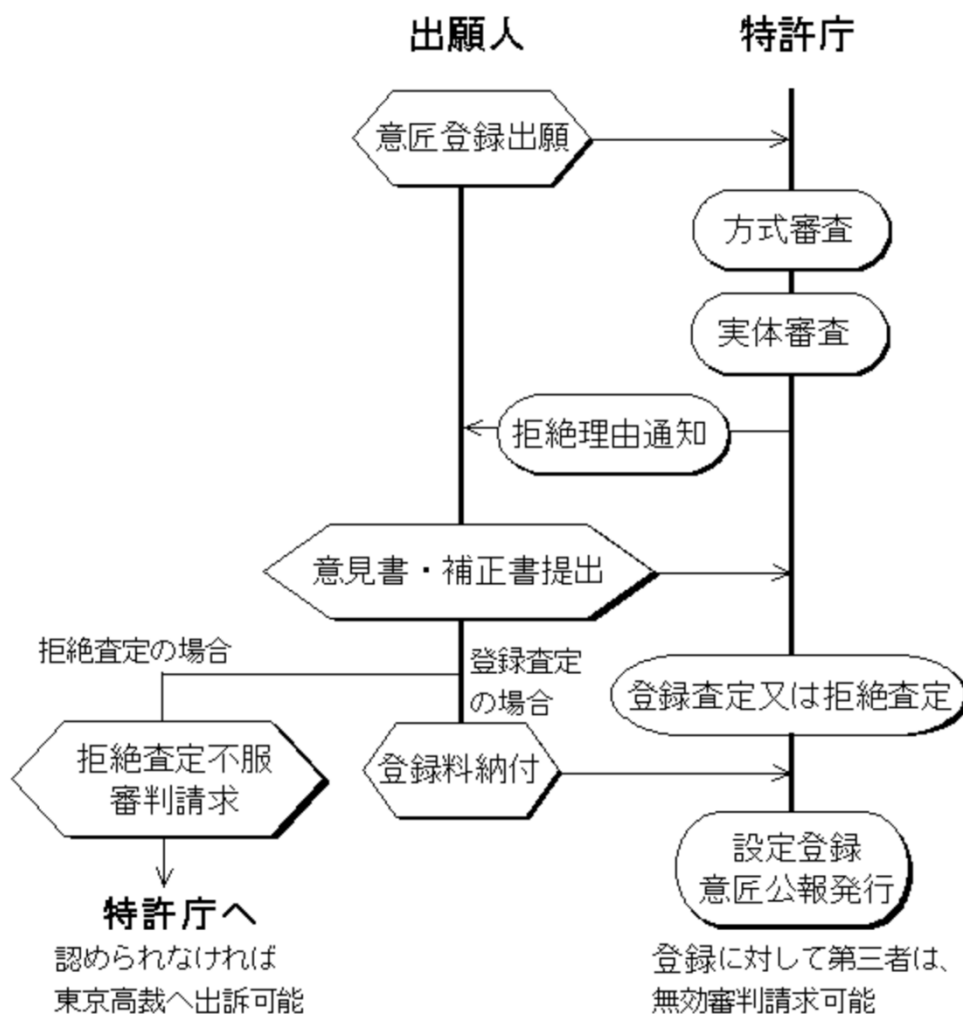 出願人
特許庁
意匠登録出願
方式審査
実体審査
拒絶理由通知
意見書・補正書提出
拒絶査定の場合
登録査定
の場合
登録査定又は拒絶査定
拒絶査定不服
審判請求
登録料納付
設定登録
意匠公報発行
特許庁へ
認められなければ
東京高裁へ出訴可能
登録に対して第三者は、
無効審判請求可能